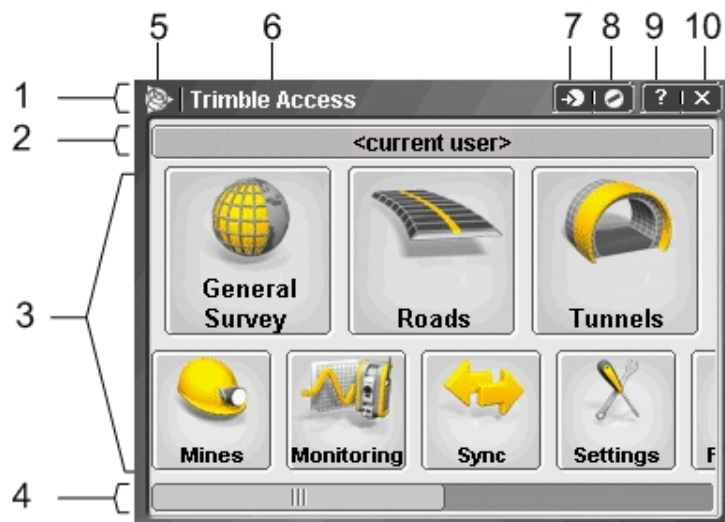 5 6 7 8 9 10
1 Trimble Access ? X
2 <current user>
3
General Survey Roads Tunnels
Mines Monitoring Sync Settings F
4